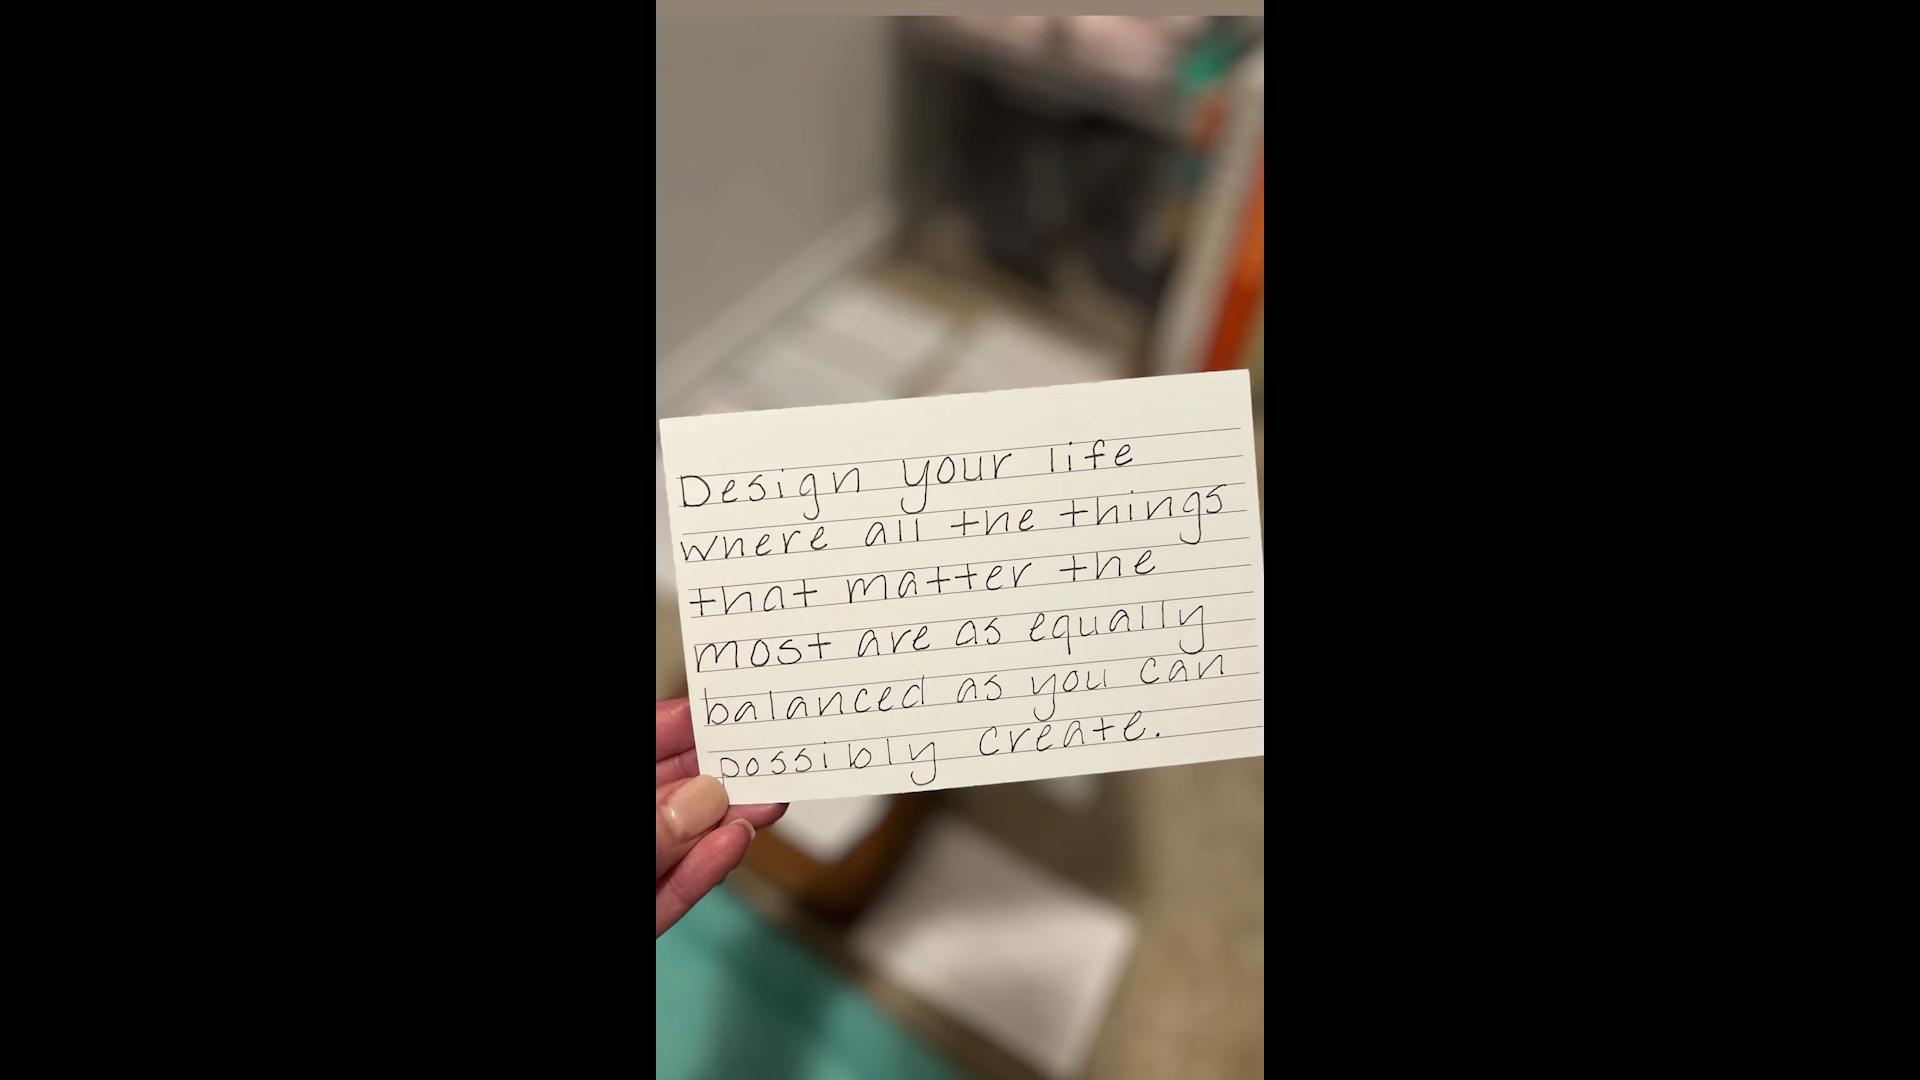 Design your life
where all the things
that matter the
most are as equally
balanced as you can
possibly create.